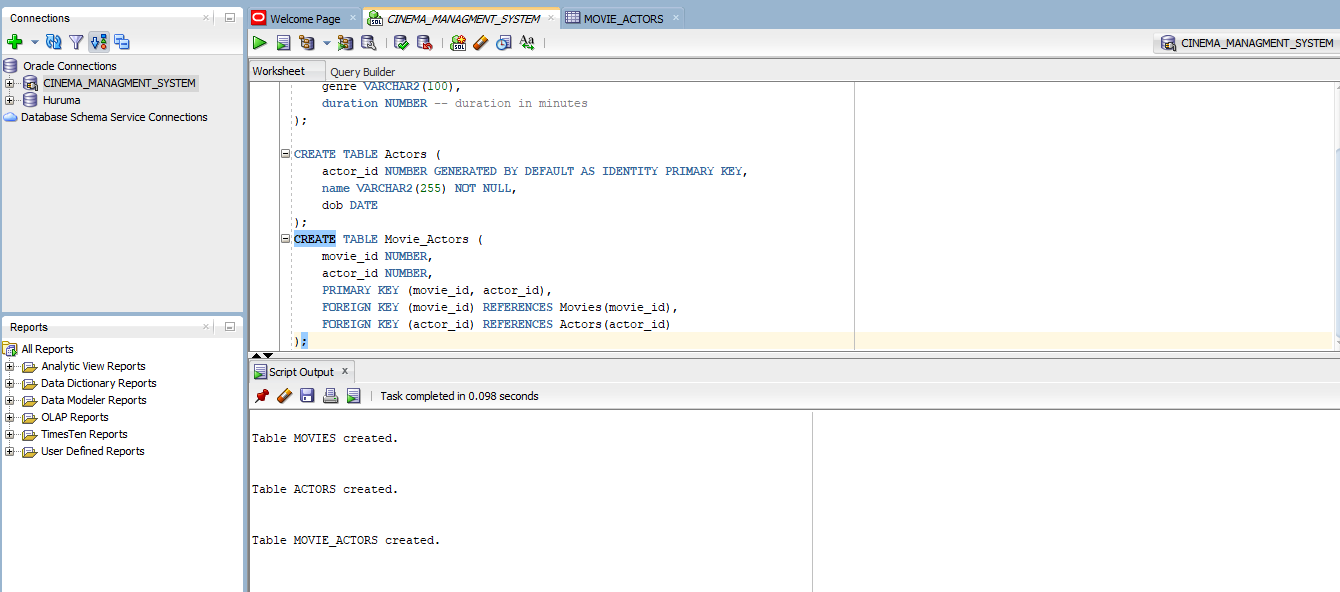 Connections
Oracle Connections
CINEMA_MANAGMENT_SYSTEM
Huruma
Database Schema Service Connections
Reports
All Reports
Analytic View Reports
Data Dictionary Reports
Data Modeler Reports
OLAP Reports
TimesTen Reports
User Defined Reports
Welcome Page
CINEMA_MANAGMENT_SYSTEM
MOVIE_ACTORS
CINEMA_MANAGMENT_SYSTEM
Worksheet
Query Builder
genre VARCHAR2(100),
duration NUMBER -- duration in minutes
);
CREATE TABLE Actors (
actor_id NUMBER GENERATED BY DEFAULT AS IDENTITY PRIMARY KEY,
name VARCHAR2(255) NOT NULL,
dob DATE
);
CREATE TABLE Movie_Actors (
movie_id NUMBER,
actor_id NUMBER,
PRIMARY KEY (movie_id, actor_id),
FOREIGN KEY (movie_id) REFERENCES Movies(movie_id),
FOREIGN KEY (actor_id) REFERENCES Actors(actor_id)
);
Script Output
Task completed in 0.098 seconds
Table MOVIES created.
Table ACTORS created.
Table MOVIE_ACTORS created.